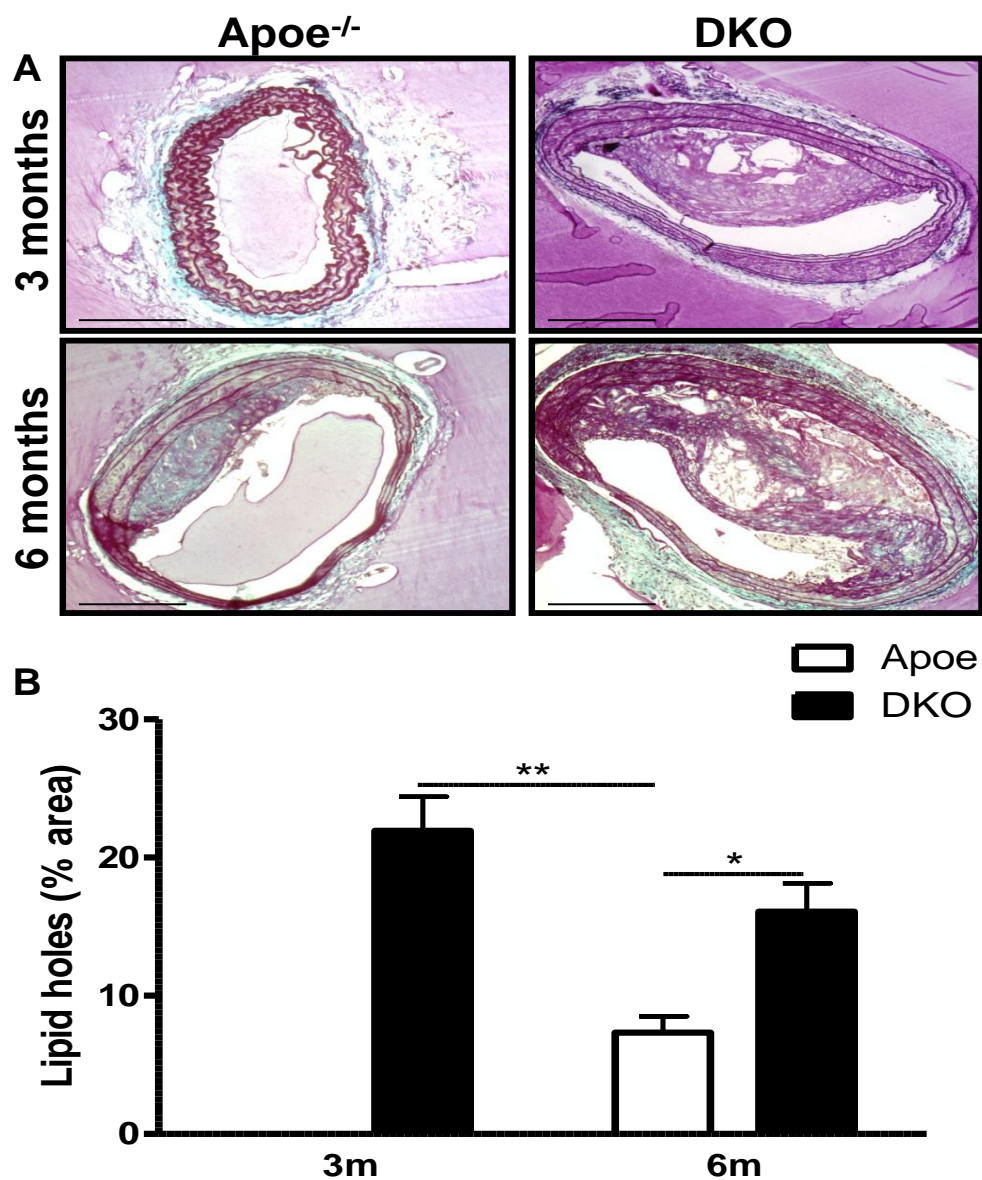 Apoe-/-
DKO
A
3 months
6 months
B
Apoe
DKO
Lipid holes (% area)
30
20
10
0
**
*
3m
6m